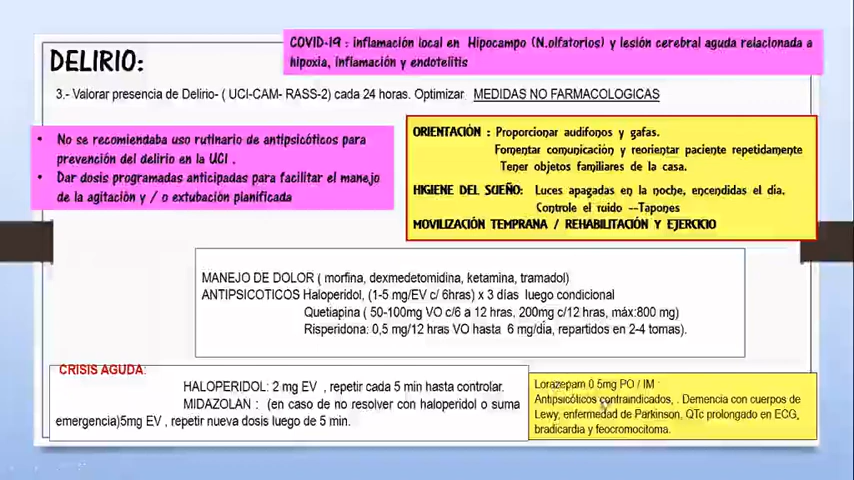 COVID-19 : inflamación local en Hipocampo (N.olfatorios) y lesión cerebral aguda relacionada a
hipoxia, inflamación y endotelitis
DELIRIO:
3.- Valorar presencia de Delirio- ( UCI-CAM- RASS-2) cada 24 horas. Optimizar MEDIDAS NO FARMACOLOGICAS
• No se recomiendaba uso rutinario de antipsicóticos para
prevención del delirio en la UCI .
• Dar dosis programadas anticipadas para facilitar el manejo
de la agitación y / o extubación planificada
ORIENTACIÓN : Proporcionar audífonos y gafas.
Fomentar comunicación y reorientar paciente repetidamente
Tener objetos familiares de la casa.
HIGIENE DEL SUEÑO: Luces apagadas en la noche, encendidas el día.
Controle el ruido --Tapones
MOVILIZACIÓN TEMPRANA / REHABILITACIÓN Y EJERCICIO
MANEJO DE DOLOR ( morfina, dexmedetomidina, ketamina, tramadol)
ANTIPSICOTICOS Haloperidol, (1-5 mg/EV c/ 6hras) x 3 días luego condicional
Quetiapina ( 50-100mg VO c/6 a 12 hras, 200mg c/12 hras, máx:800 mg)
Risperidona: 0,5 mg/12 hras VO hasta 6 mg/día, repartidos en 2-4 tomas).
CRISIS AGUDA:
HALOPERIDOL: 2 mg EV , repetir cada 5 min hasta controlar.
MIDAZOLAN : (en caso de no resolver con haloperidol o suma
emergencia)5mg EV , repetir nueva dosis luego de 5 min.
Lorazepam 0 5mg PO / IM :
Antipsicóticos contraindicados, . Demencia con cuerpos de
Lewy, enfermedad de Parkinson, QTc prolongado en ECG,
bradicardia y feocromocitoma.